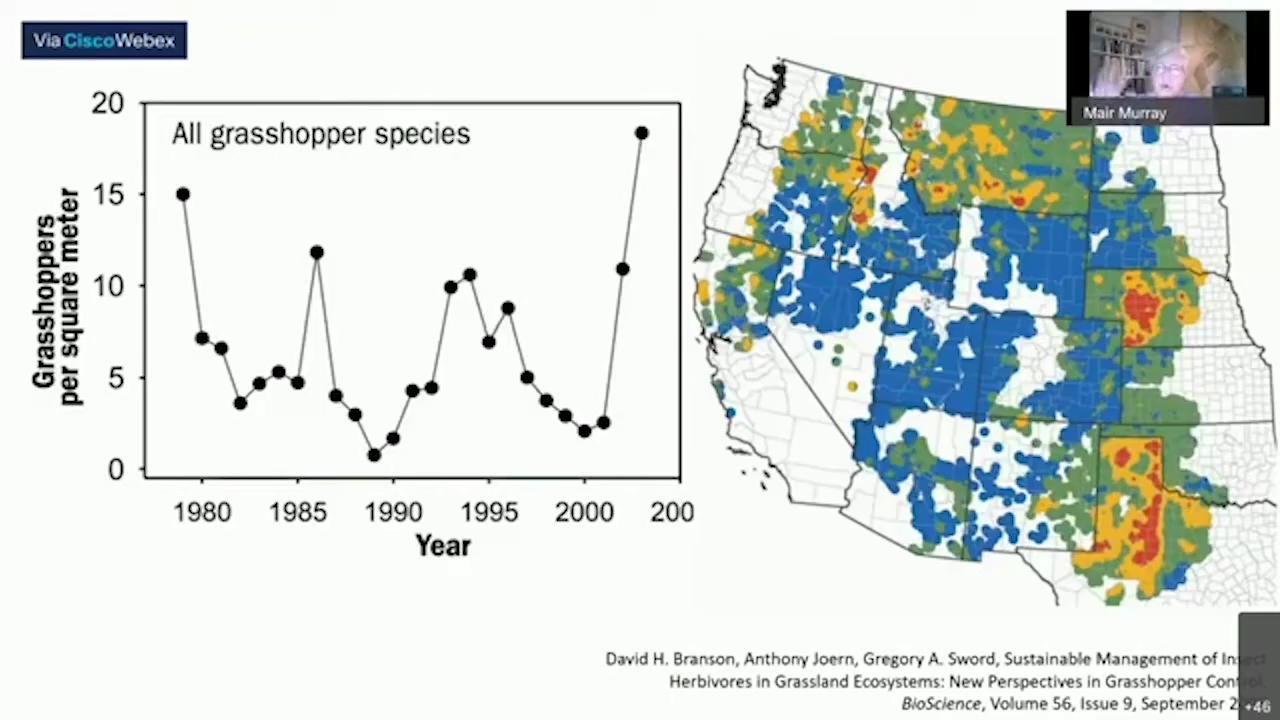 Via CiscoWebex
Mair Murray
All grasshopper species
Grasshoppers
per square meter
20
15
10
5
0
1980 1985 1990 1995 2000 200
Year
David H. Branson, Anthony Joern, Gregory A. Sword, Sustainable Management of Insect
Herbivores in Grassland Ecosystems: New Perspectives in Grasshopper Control,
BioScience, Volume 56, Issue 9, September 2
+46